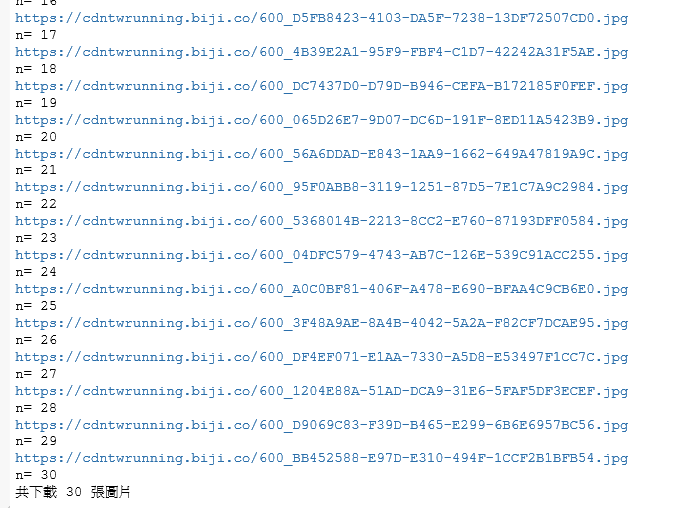 n= 16
https://cdntwrunning.biji.co/600_D5FB8423-4103-DA5F-7238-13DF72507CD0.jpg
n= 17
https://cdntwrunning.biji.co/600_4B39E2A1-95F9-FBF4-C1D7-42242A31F5AE.jpg
n= 18
https://cdntwrunning.biji.co/600_DC7437D0-D79D-B946-CEFA-B172185F0FEF.jpg
n= 19
https://cdntwrunning.biji.co/600_065D26E7-9D07-DC6D-191F-8ED11A5423B9.jpg
n= 20
https://cdntwrunning.biji.co/600_56A6DDAD-E843-1AA9-1662-649A47819A9C.jpg
n= 21
https://cdntwrunning.biji.co/600_95F0ABB8-3119-1251-87D5-7E1C7A9C2984.jpg
n= 22
https://cdntwrunning.biji.co/600_5368014B-2213-8CC2-E760-87193DFF0584.jpg
n= 23
https://cdntwrunning.biji.co/600_04DFC579-4743-AB7C-126E-539C91ACC255.jpg
n= 24
https://cdntwrunning.biji.co/600_A0C0BF81-406F-A478-E690-BFAA4C9CB6E0.jpg
n= 25
https://cdntwrunning.biji.co/600_3F48A9AE-8A4B-4042-5A2A-F82CF7DCAE95.jpg
n= 26
https://cdntwrunning.biji.co/600_DF4EF071-E1AA-7330-A5D8-E53497F1CC7C.jpg
n= 27
https://cdntwrunning.biji.co/600_1204E88A-51AD-DCA9-31E6-5FAF5DF3ECEF.jpg
n= 28
https://cdntwrunning.biji.co/600_D9069C83-F39D-B465-E299-6B6E6957BC56.jpg
n= 29
https://cdntwrunning.biji.co/600_BB452588-E97D-E310-494F-1CCF2B1BFB54.jpg
n= 30
共下載 30 張圖片